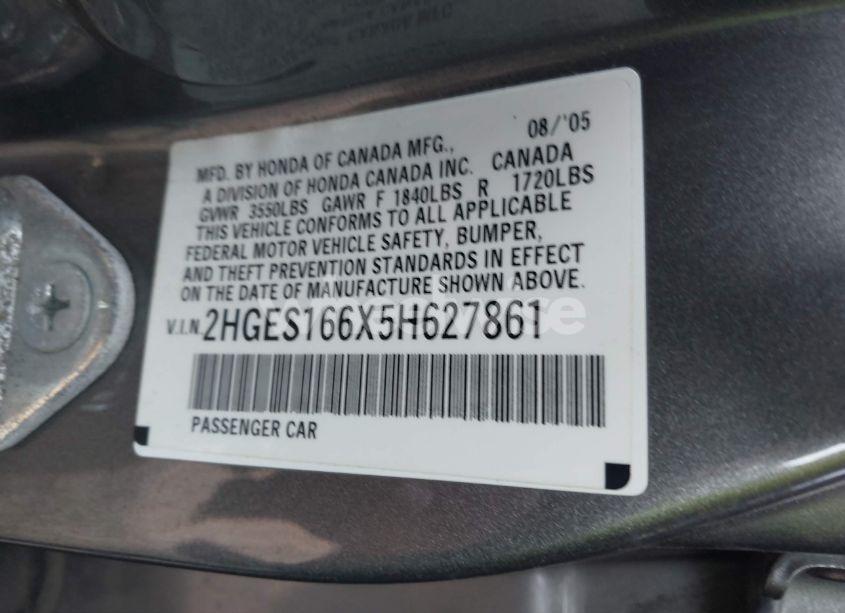 08/'05
MFD. BY HONDA OF CANADA MFG.,
A DIVISION OF HONDA CANADA INC. CANADA
GVWR 3550LBS GAWR F 1840LBS R 1720LBS
THIS VEHICLE CONFORMS TO ALL APPLICABLE
FEDERAL MOTOR VEHICLE SAFETY, BUMPER,
AND THEFT PREVENTION STANDARDS IN EFFECT
ON THE DATE OF MANUFACTURE SHOWN ABOVE.
V.I.N. 2HGES166X5H627861
PASSENGER CAR